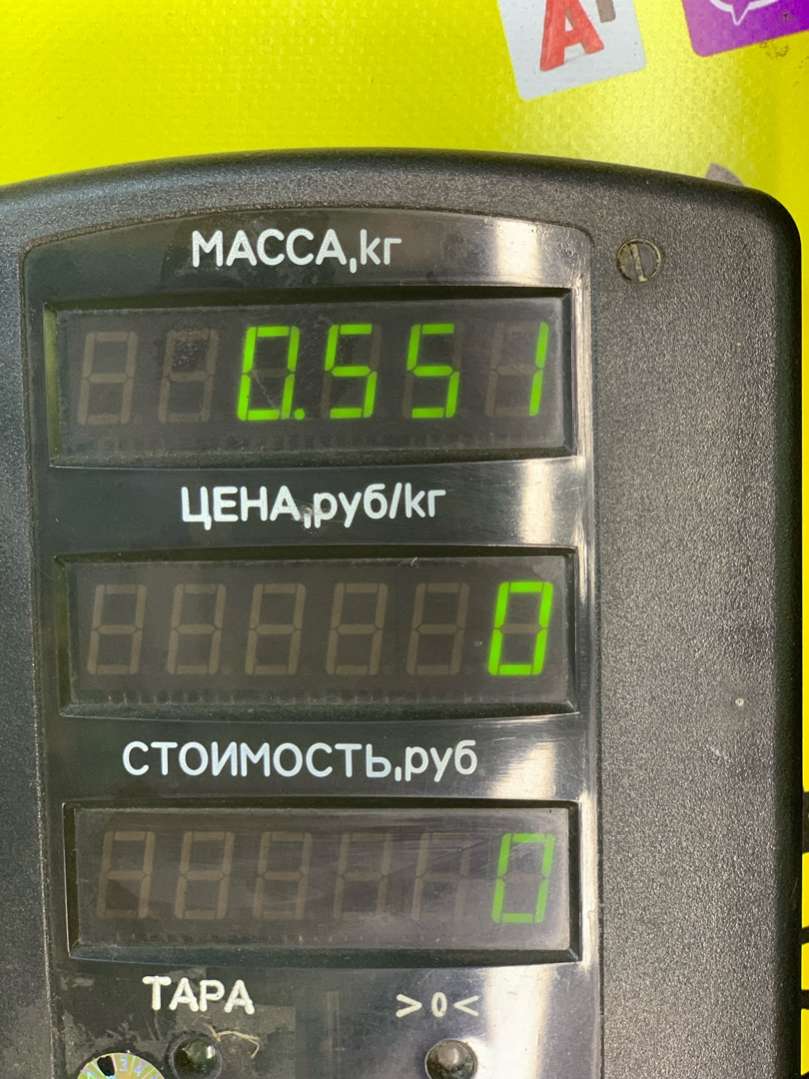 A
МАССА,кг
0.551
ЦЕНА,руб/кг
0
СТОИМОСТЬ,руб
0
ТАРА >0<